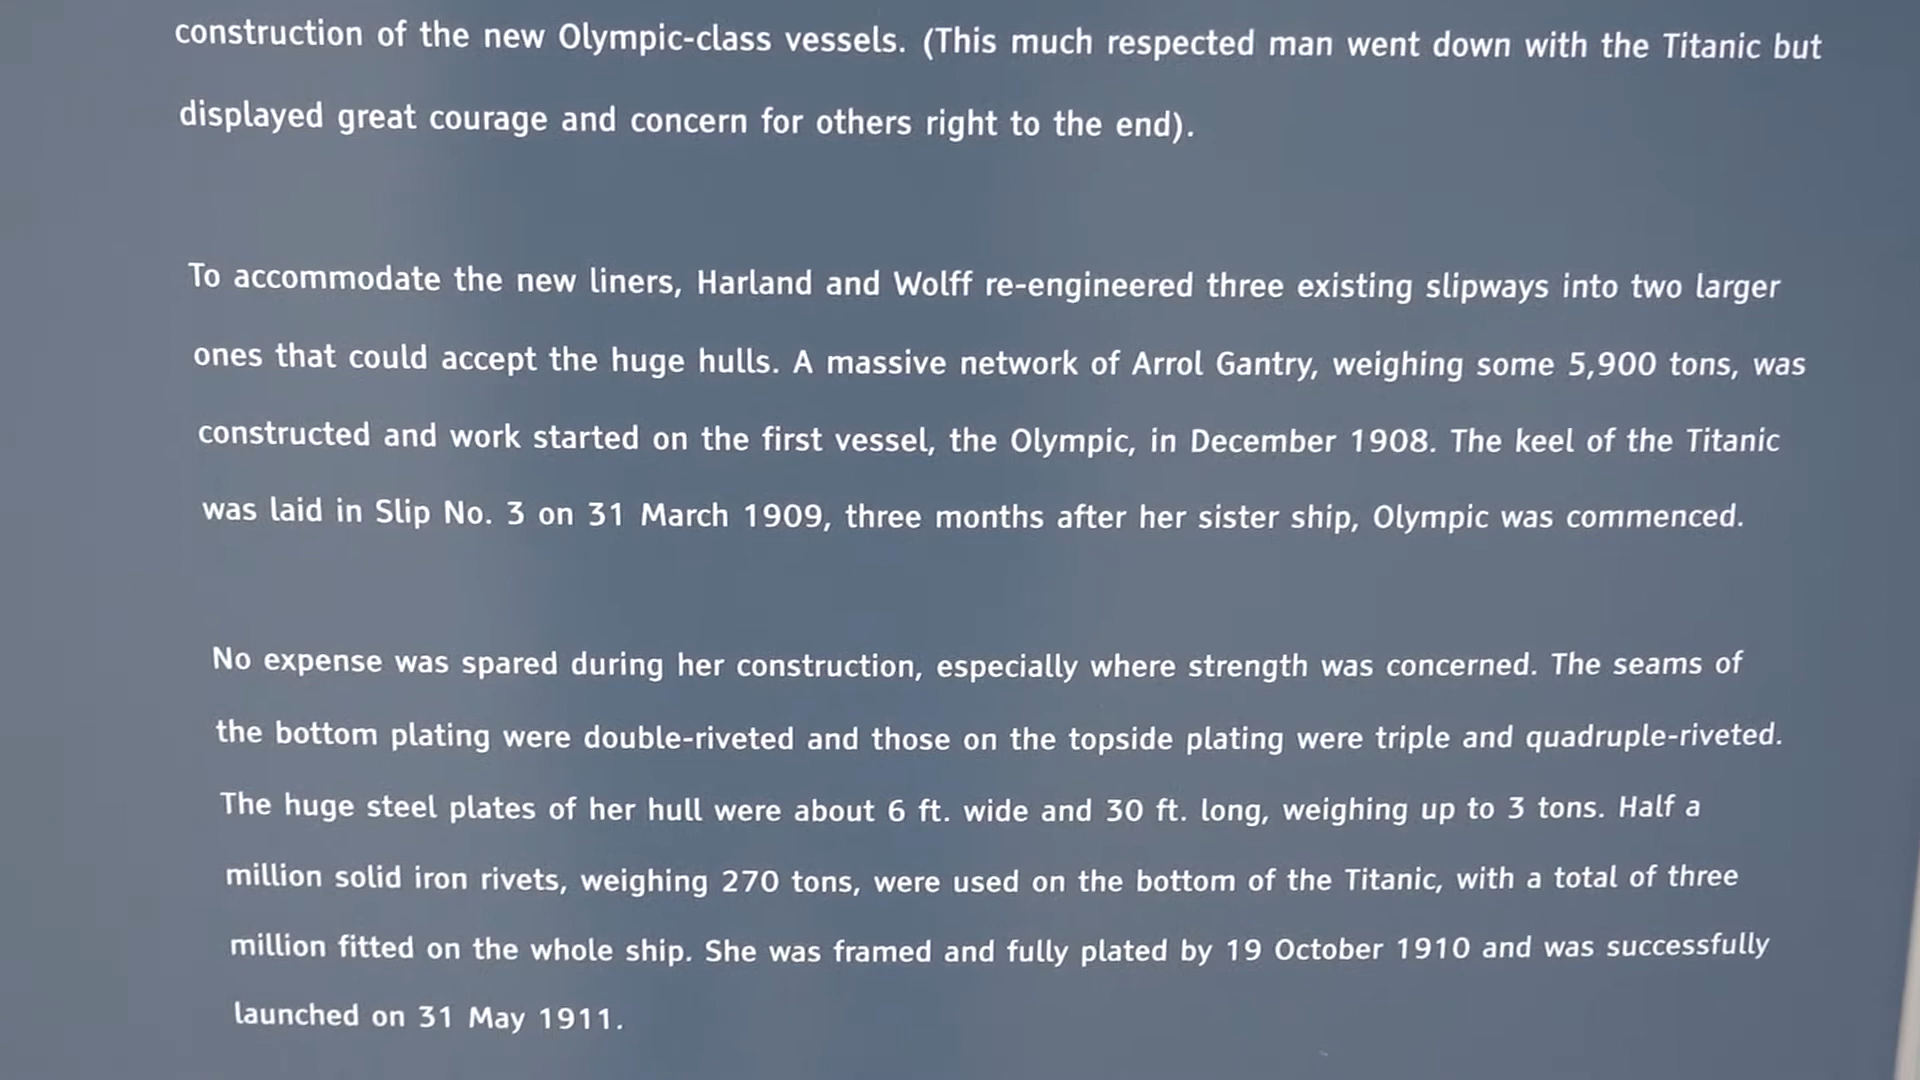 construction of the new Olympic-class vessels. (This much respected man went down with the Titanic but
displayed great courage and concern for others right to the end).
To accommodate the new liners, Harland and Wolff re-engineered three existing slipways into two larger
ones that could accept the huge hulls. A massive network of Arrol Gantry, weighing some 5,900 tons, was
constructed and work started on the first vessel, the Olympic, in December 1908. The keel of the Titanic
was laid in Slip No. 3 on 31 March 1909, three months after her sister ship, Olympic was commenced.
No expense was spared during her construction, especially where strength was concerned. The seams of
the bottom plating were double-riveted and those on the topside plating were triple and quadruple-riveted.
The huge steel plates of her hull were about 6 ft. wide and 30 ft. long, weighing up to 3 tons. Half a
million solid iron rivets, weighing 270 tons, were used on the bottom of the Titanic, with a total of three
million fitted on the whole ship. She was framed and fully plated by 19 October 1910 and was successfully
launched on 31 May 1911.